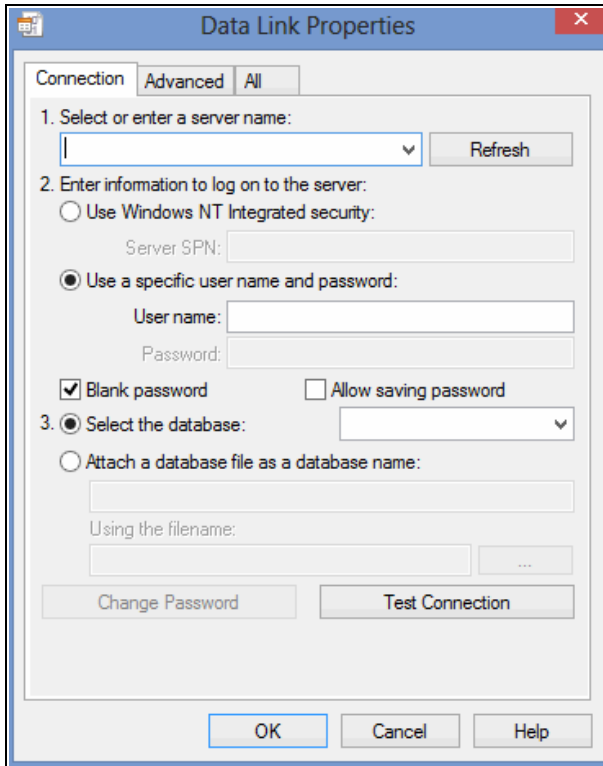 Data Link Properties
Connection Advanced All
1. Select or enter a server name:
Refresh
2. Enter information to log on to the server:
Use Windows NT Integrated security:
Server SPN:
Use a specific user name and password:
User name:
Password:
Blank password Allow saving password
3. Select the database:
Attach a database file as a database name:
Using the filename:
...
Change Password Test Connection
OK Cancel Help